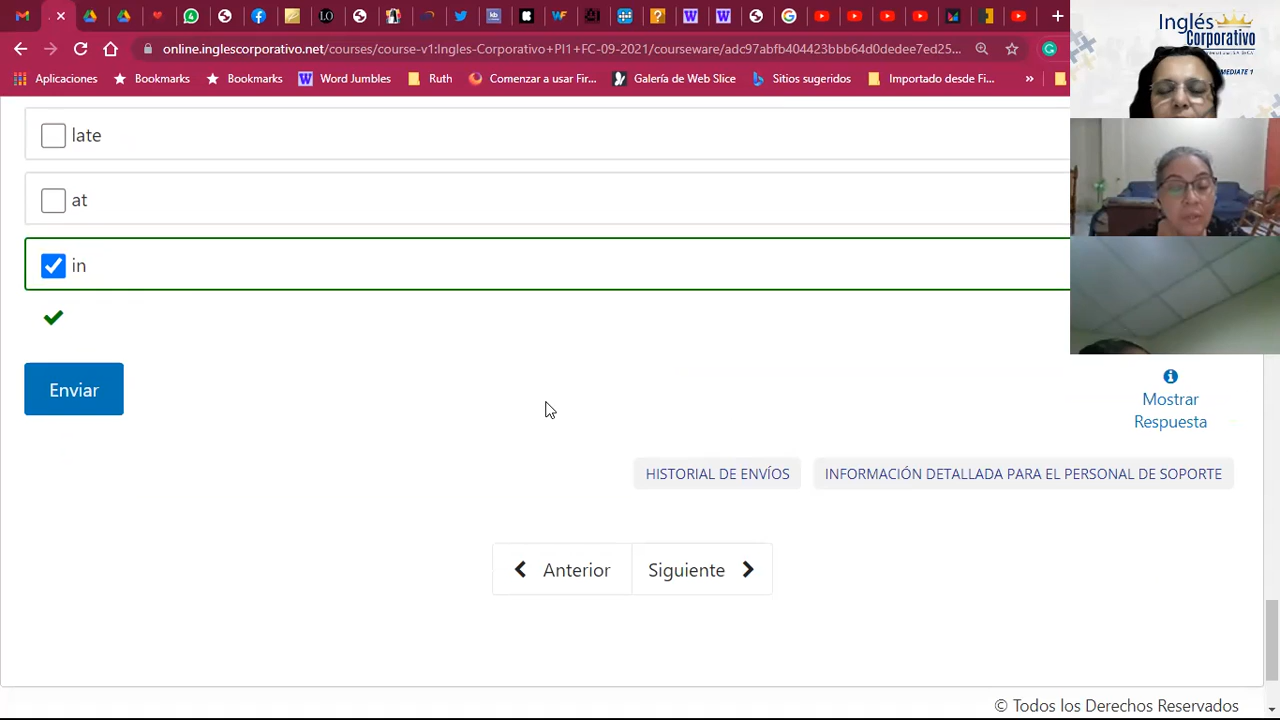 online.inglescorporativo.net/courses/course-v1:Ingles-Corporativo+PI1+FC-09-2021/courseware/adc97abfb404423bbb64d0dedee7ed25...
Aplicaciones
Bookmarks
Bookmarks
Word Jumbles
Ruth
Comenzar a usar Fir...
Galería de Web Slice
Sitios sugeridos
Importado desde Fi...
»
Inglés
Corporativo
MEDIATE 1
late
at
in
Enviar
Mostrar
Respuesta
HISTORIAL DE ENVÍOS
INFORMACIÓN DETALLADA PARA EL PERSONAL DE SOPORTE
Anterior
Siguiente
© Todos los Derechos Reservados